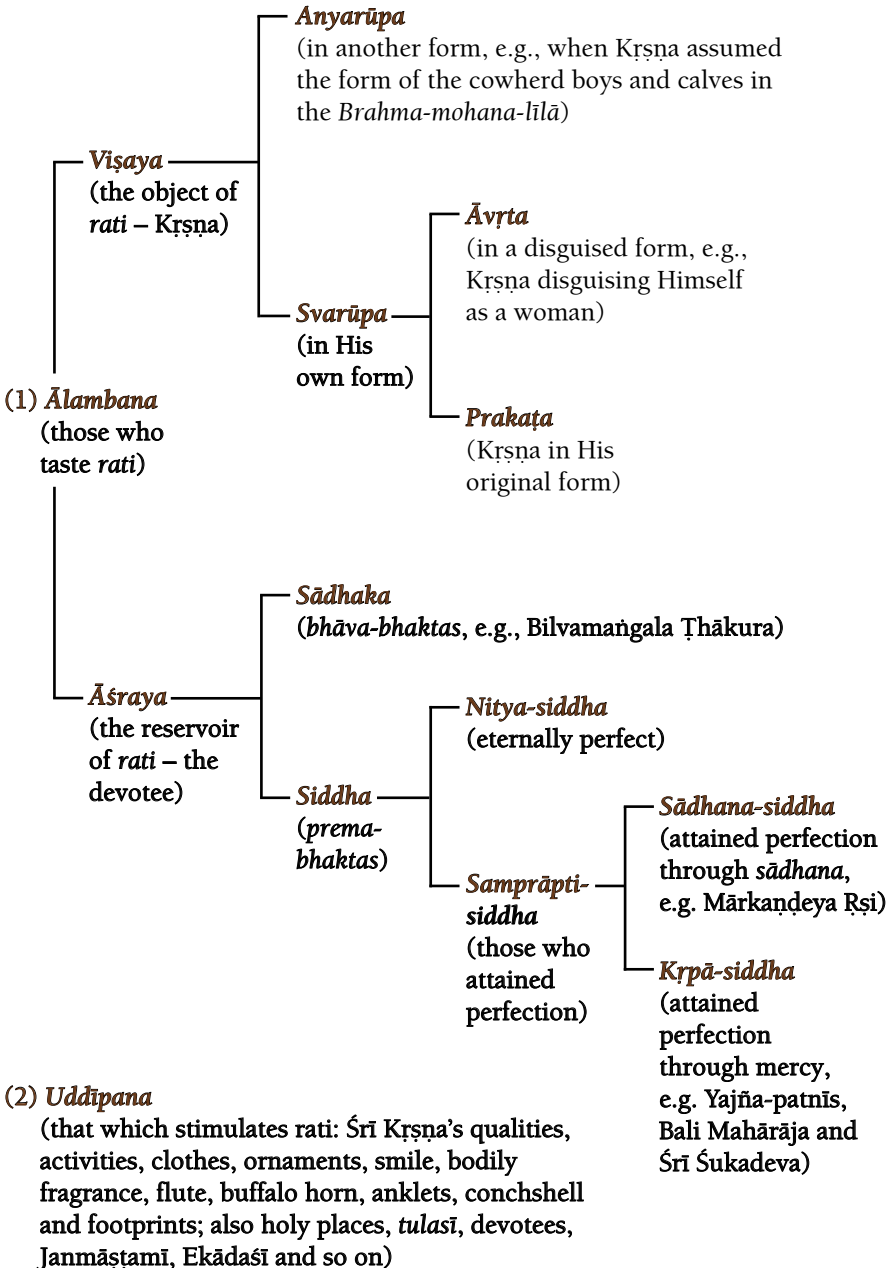 Anyarūpa
(in another form, e.g., when Kṛṣṇa assumed
the form of the cowherd boys and calves in
the Brahma-mohana-līlā)
Viṣaya
(the object of
rati – Kṛṣṇa)
Āvṛta
(in a disguised form, e.g.,
Kṛṣṇa disguising Himself
as a woman)
Svarūpa
(in His
own form)
Prakaṭa
(Kṛṣṇa in His
original form)
(1) Ālambana
(those who
taste rati)
Sādhaka
(bhāva-bhaktas, e.g., Bilvamaṅgala Ṭhākura)
Āśraya
(the reservoir
of rati – the
devotee)
Nitya-siddha
(eternally perfect)
Siddha
(prema-
bhaktas)
Sādhana-siddha
(attained perfection
through sādhana,
e.g. Mārkaṇḍeya Ṛṣi)
Samprāpti-
siddha
(those who
attained
perfection)
Kṛpā-siddha
(attained
perfection
through mercy,
e.g. Yajña-patnīs,
Bali Mahārāja and
Śrī Śukadeva)
(2) Uddīpana
(that which stimulates rati: Śrī Kṛṣṇa’s qualities,
activities, clothes, ornaments, smile, bodily
fragrance, flute, buffalo horn, anklets, conchshell
and footprints; also holy places, tulasī, devotees,
Janmāṣṭamī, Ekādaśī and so on)